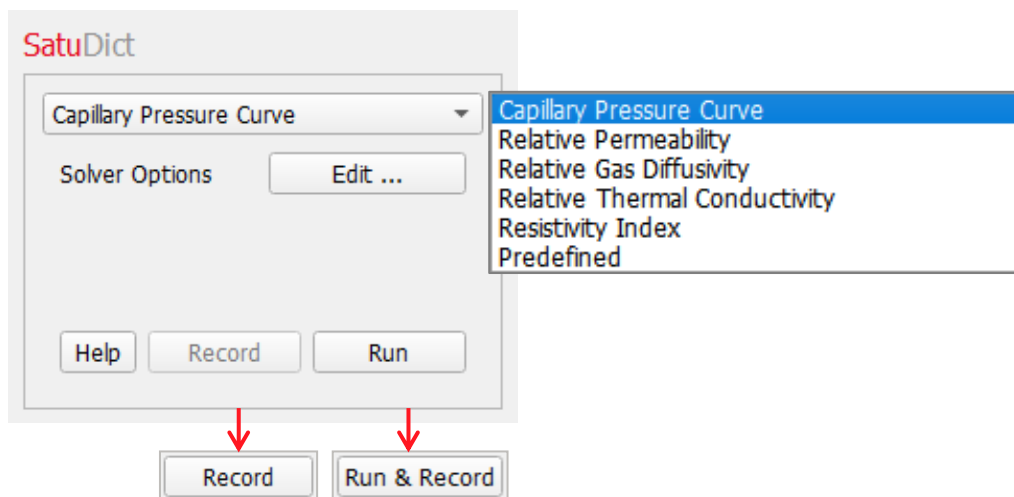 SatuDict
Capillary Pressure Curve
Solver Options
Edit ...
Help
Record
Run
Capillary Pressure Curve
Relative Permeability
Relative Gas Diffusivity
Relative Thermal Conductivity
Resistivity Index
Predefined
Record
Run & Record